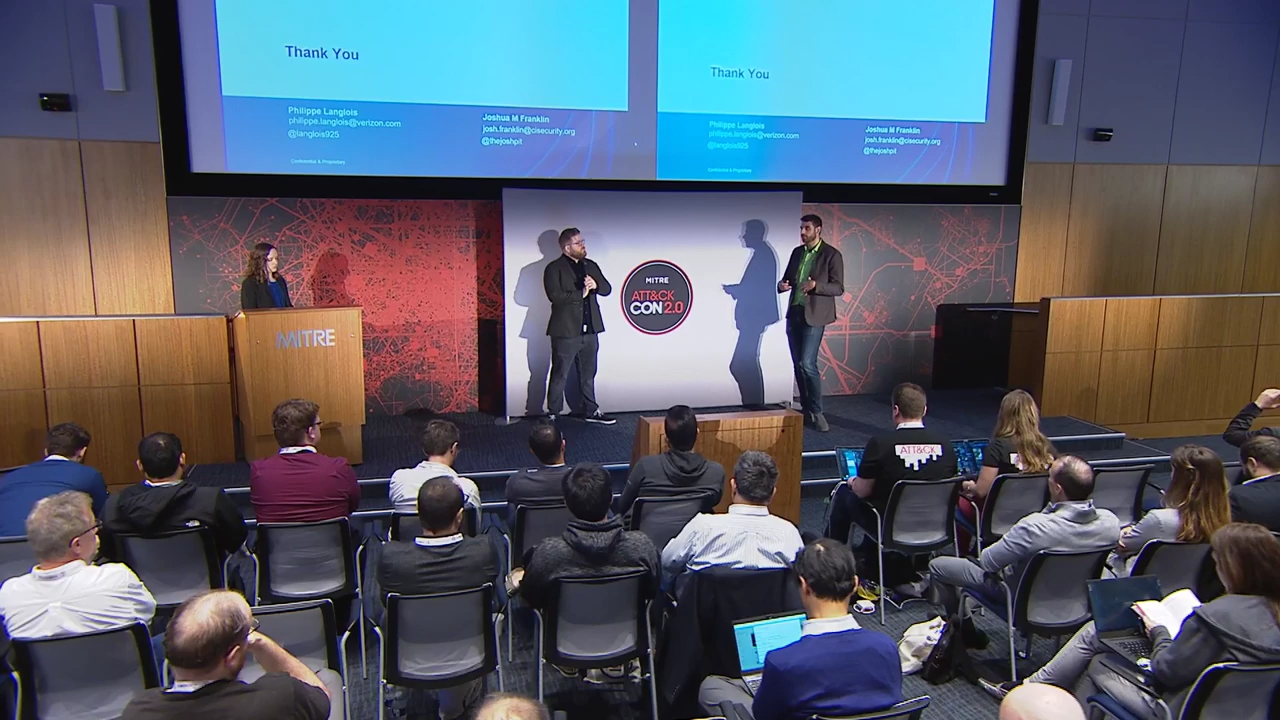 Thank You
Philippe Langlois
philippe.langlois@verizon.com
@langlois925
Joshua M Franklin
josh.franklin@cisecurity.org
@thejoshpit
Confidential & Proprietary
Thank You
Philippe Langlois
philippe.langlois@verizon.com
@langlois925
Joshua M Franklin
josh.franklin@cisecurity.org
@thejoshpit
Confidential & Proprietary
MITRE
ATT&CK
CON 2.0
MITRE
ATT&CK